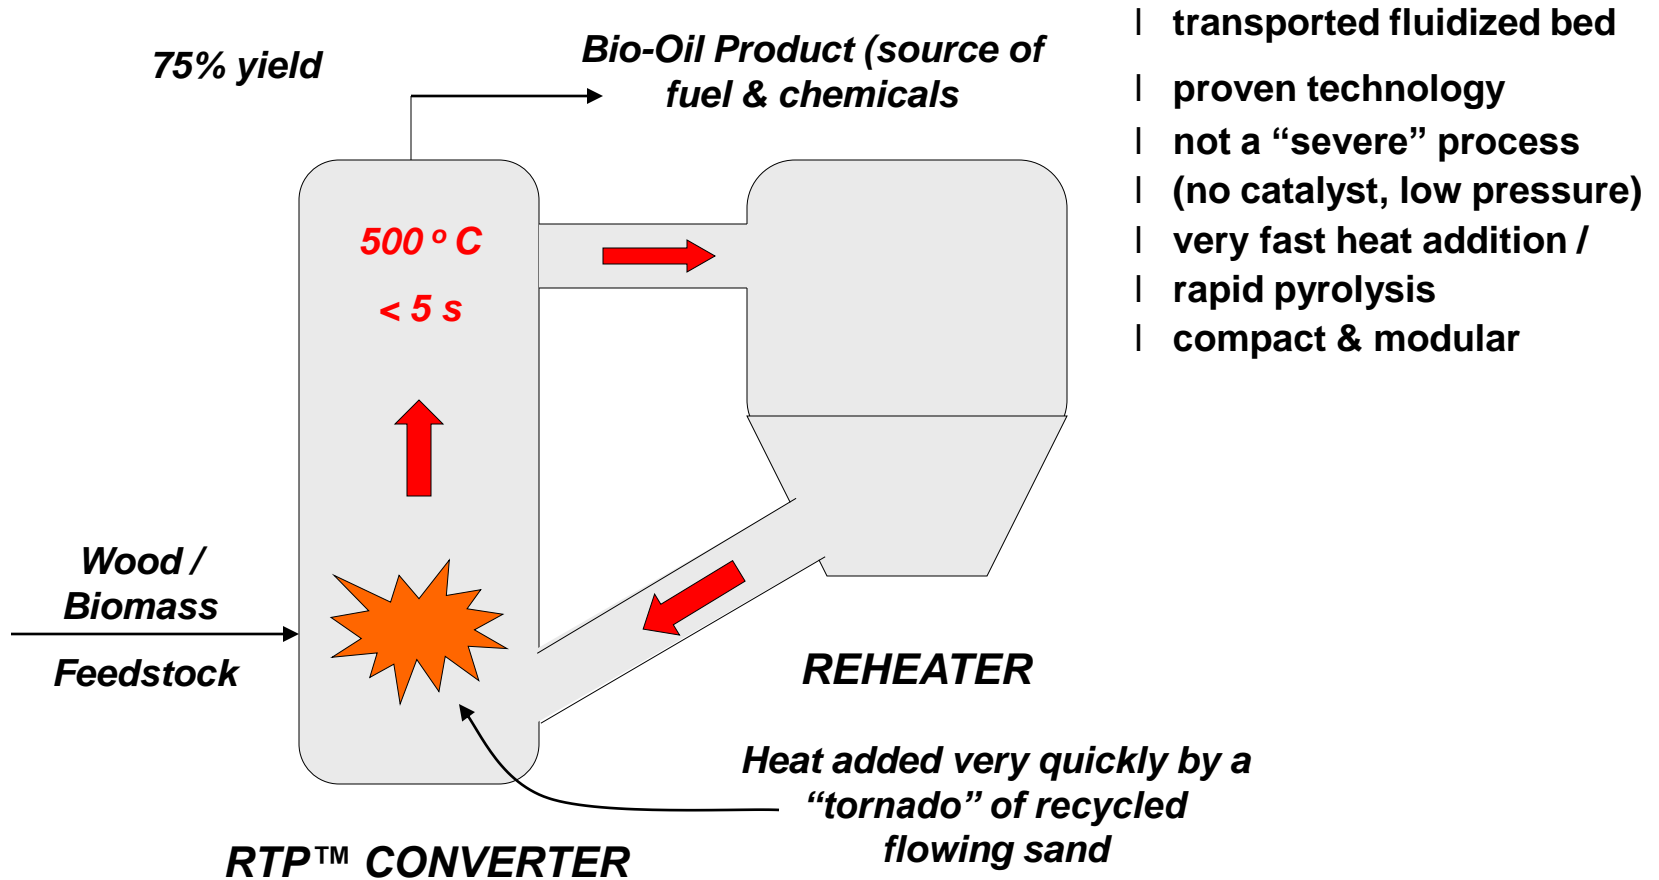 75% yield
Bio-Oil Product (source of
fuel & chemicals
l transported fluidized bed
l proven technology
l not a “severe” process
l (no catalyst, low pressure)
l very fast heat addition /
l rapid pyrolysis
l compact & modular
500 º C
< 5 s
Wood /
Biomass
Feedstock
REHEATER
Heat added very quickly by a
“tornado” of recycled
flowing sand
RTP™ CONVERTER